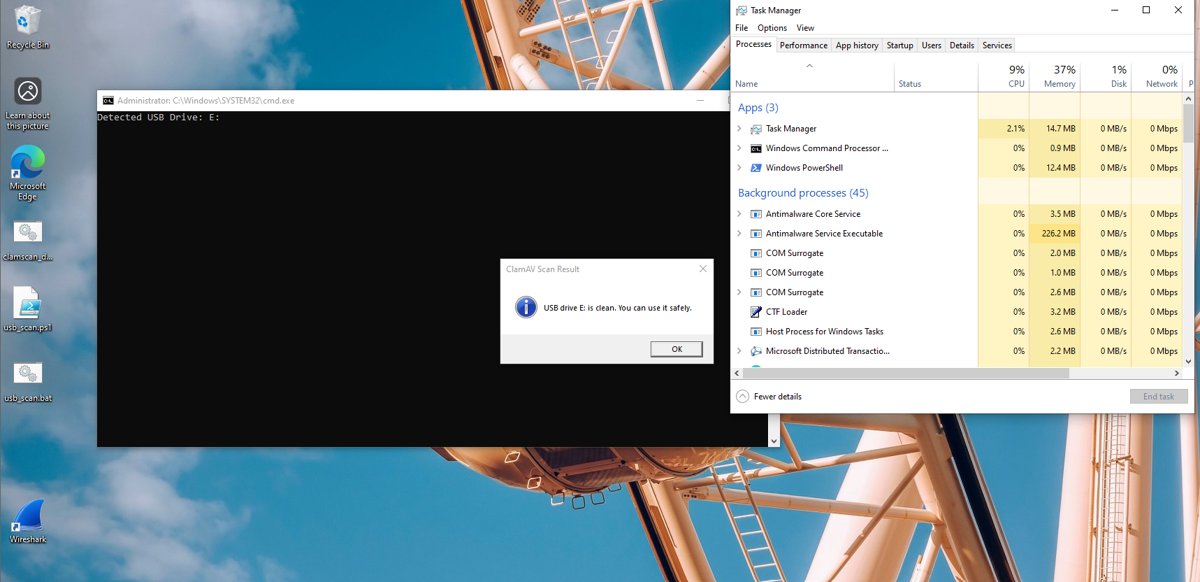 Recycle Bin
Learn about
this picture
Microsoft
Edge
clamscan_d...
usb_scan.ps1
usb_scan.bat
Wireshark
Administrator: C:\Windows\SYSTEM32\cmd.exe
Detected USB Drive: E:
ClamAV Scan Result
USB drive E: is clean. You can use it safely.
OK
Task Manager
File Options View
Processes Performance App history Startup Users Details Services
9% 37% 1% 0%
Name Status CPU Memory Disk Network P
Apps (3)
Task Manager 2.1% 14.7 MB 0 MB/s 0 Mbps
Windows Command Processor ... 0% 0.9 MB 0 MB/s 0 Mbps
Windows PowerShell 0% 12.4 MB 0 MB/s 0 Mbps
Background processes (45)
Antimalware Core Service 0% 3.5 MB 0 MB/s 0 Mbps
Antimalware Service Executable 0% 226.2 MB 0 MB/s 0 Mbps
COM Surrogate 0% 2.0 MB 0 MB/s 0 Mbps
COM Surrogate 0% 1.0 MB 0 MB/s 0 Mbps
COM Surrogate 0% 2.6 MB 0 MB/s 0 Mbps
CTF Loader 0% 3.2 MB 0 MB/s 0 Mbps
Host Process for Windows Tasks 0% 2.6 MB 0 MB/s 0 Mbps
Microsoft Distributed Transactio... 0% 2.2 MB 0 MB/s 0 Mbps
Fewer details
End task